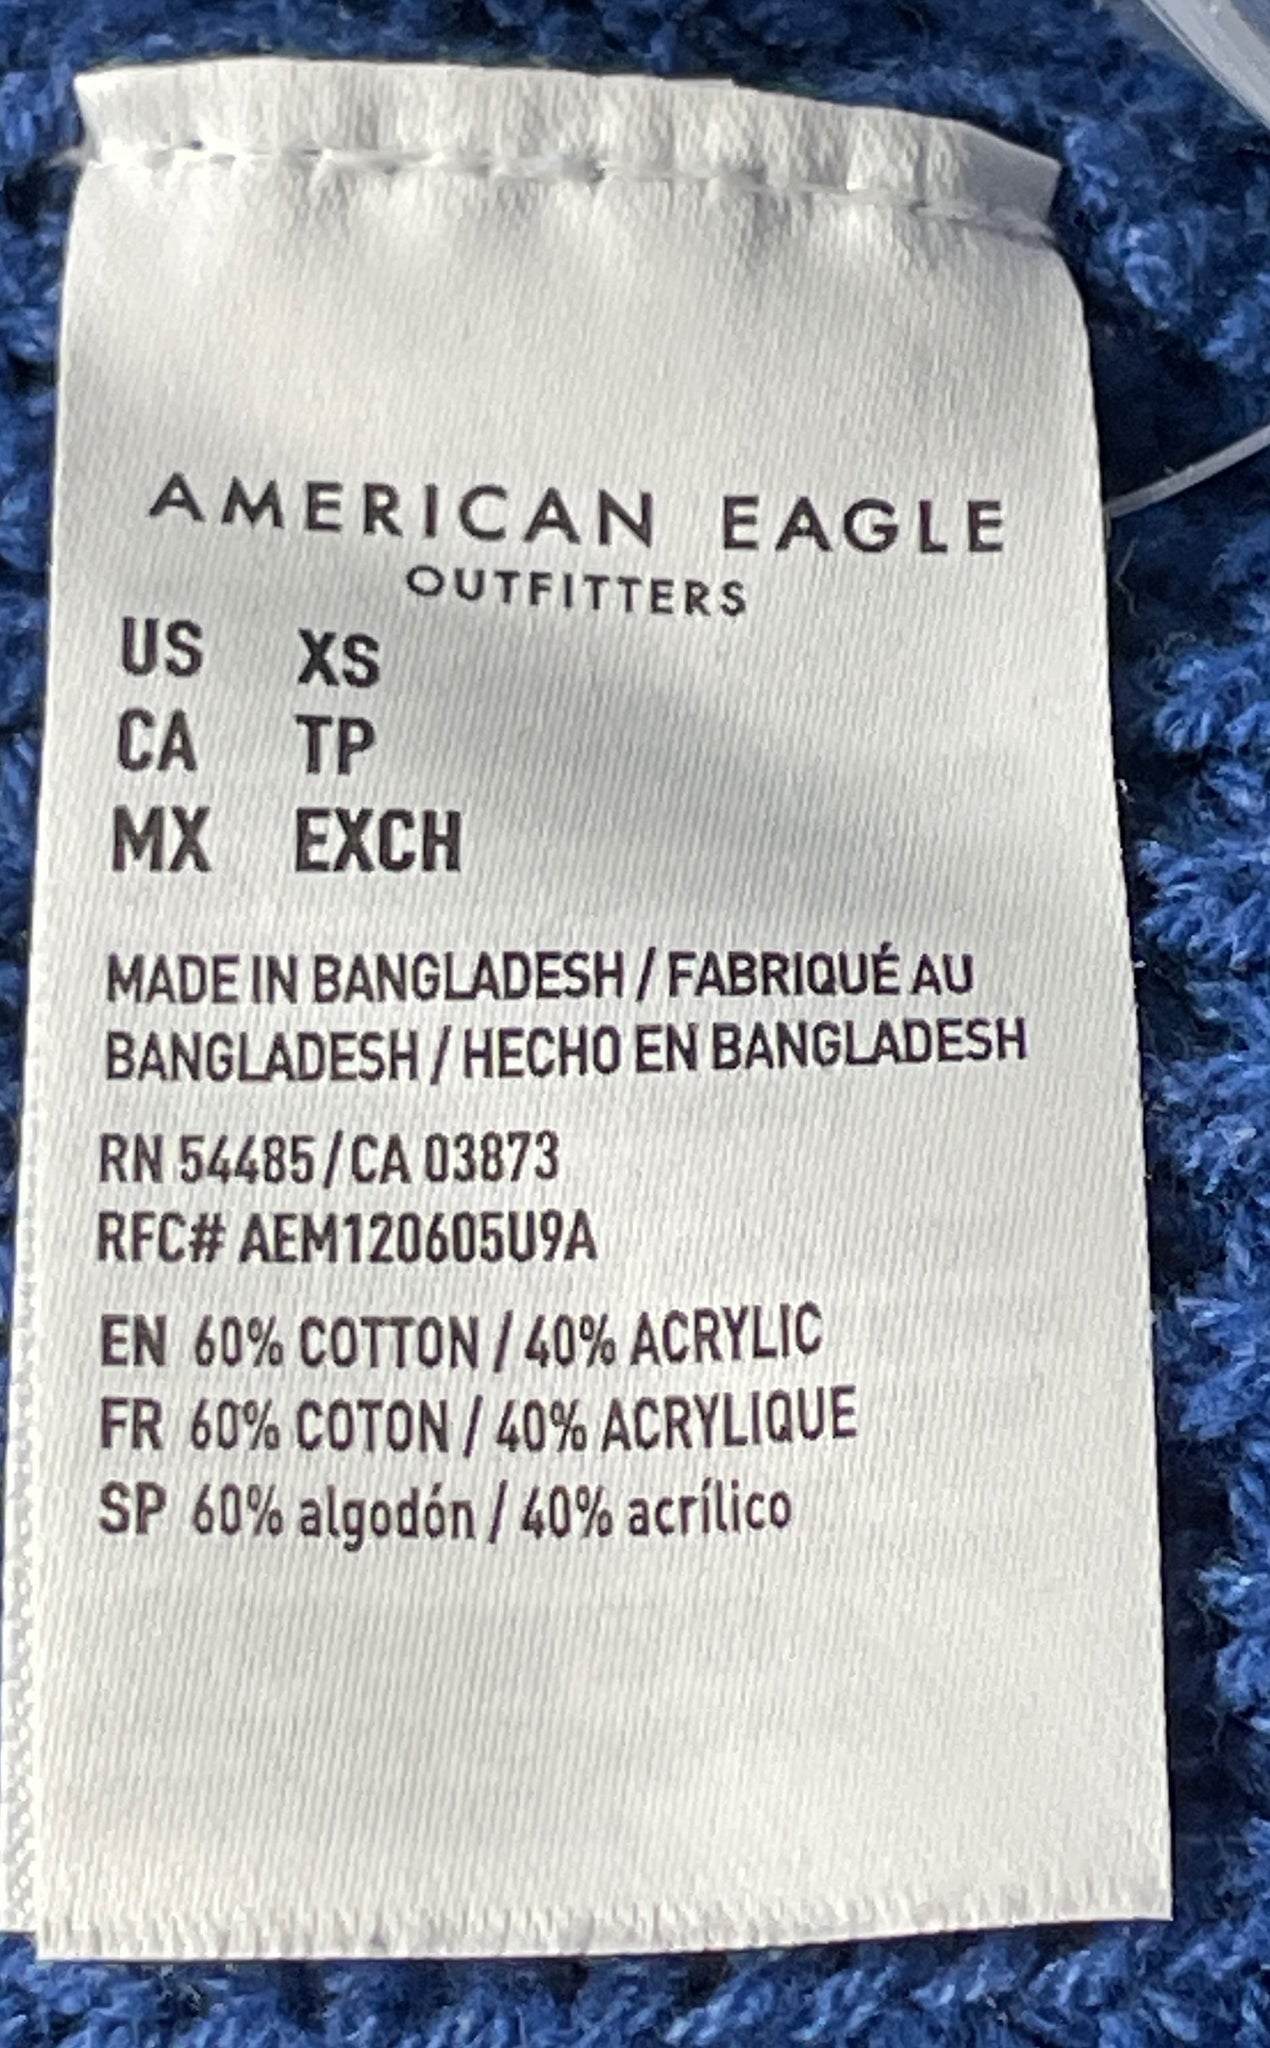 AMERICAN EAGLE
OUTFITTERS
US XS
CA TP
MX EXCH
MADE IN BANGLADESH / FABRIQUÉ AU
BANGLADESH / HECHO EN BANGLADESH
RN 54485 / CA 03873
RFC# AEM120605U9A
EN 60% COTTON / 40% ACRYLIC
FR 60% COTON / 40% ACRYLIQUE
SP 60% algodón / 40% acrílico